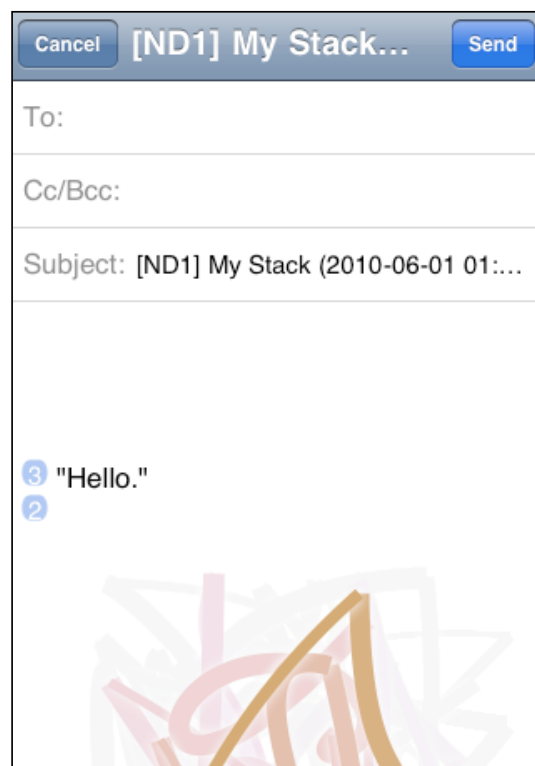 Cancel [ND1] My Stack... Send
To:
Cc/Bcc:
Subject: [ND1] My Stack (2010-06-01 01:...
3 "Hello."
2